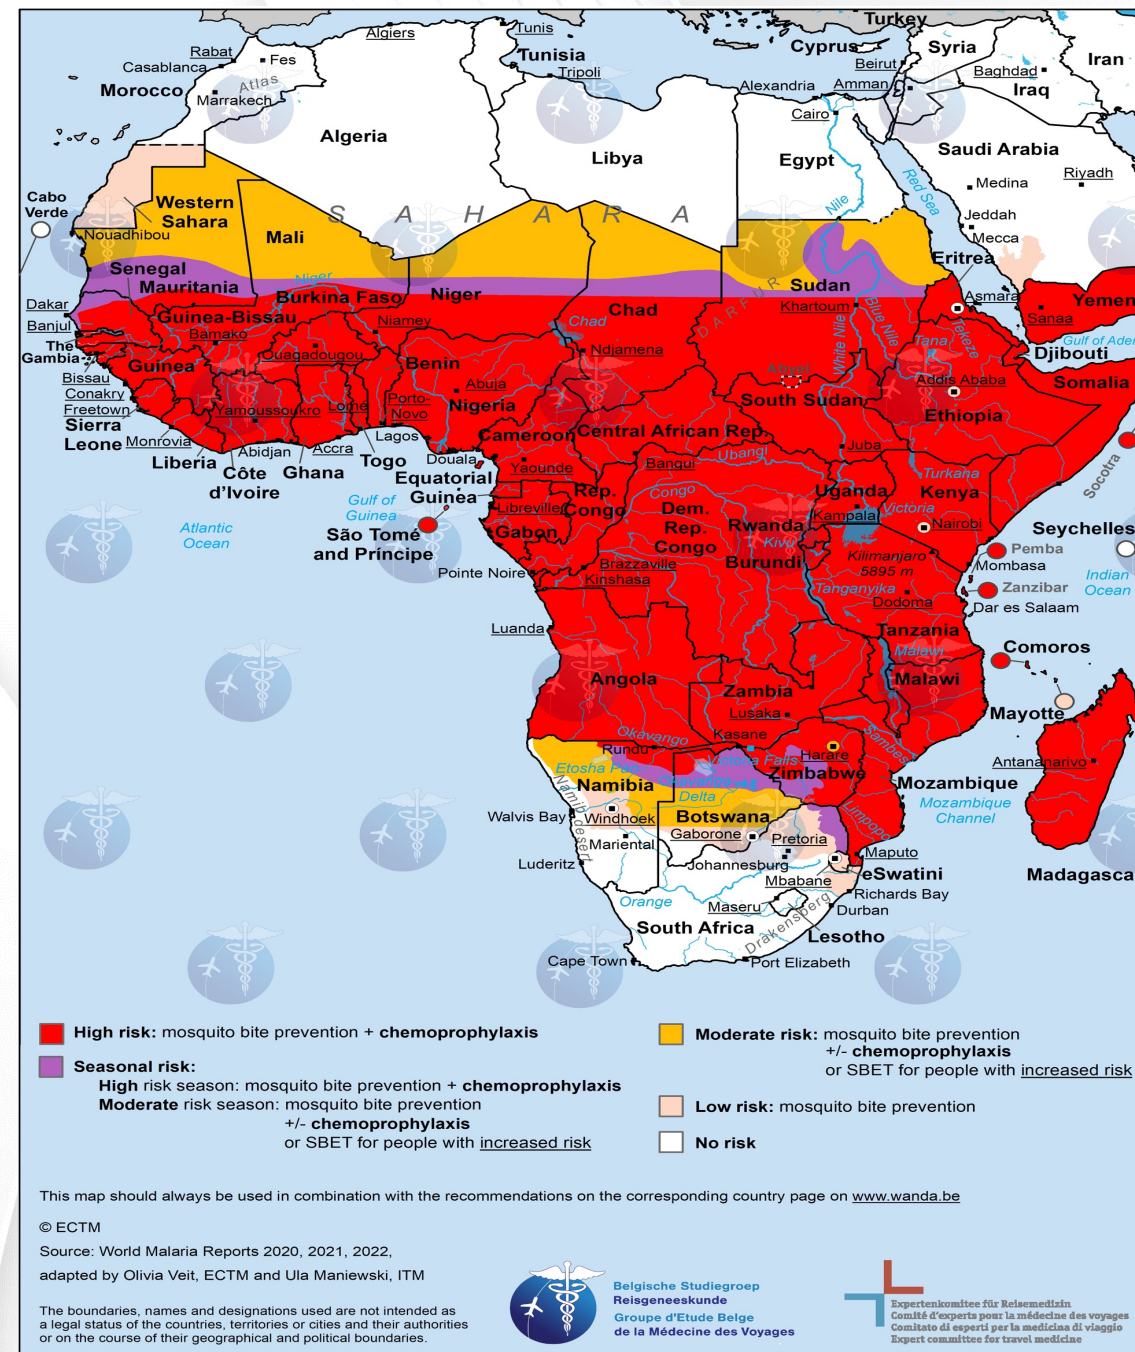 Turkey
Tunis
Algiers
Cyprus
Syria
Rabat
Fes
Tunisia
Beirut
Iran
Casablanca
Tripoli
Baghdad
Atlas
Alexandria
Amman
Iraq
Morocco
Marrakech
Cairo
Algeria
Libya
Egypt
Saudi Arabia
Riyadh
Medina
Red Sea
Cabo
Verde
Western
Sahara
SAHARA
Nile
Jeddah
Mecca
Nouadhibou
Mali
Eritrea
Senegal
Mauritania
Niger
Sudan
Burkina Faso
Niger
Asmara
Yemen
Dakar
Guinea-Bissau
Chad
DARFUR
Khartoum
Sanaa
Banjul
Bamako
Niamey
Chad
White Nile
Blue Nile
Tekeze
Tana
Gulf of Aden
The
Gambia
Guinea
Ouagadougou
Ndjamena
Djibouti
Benin
Abyei
Bissau
Abuja
Addis Ababa
Somalia
Conakry
Porto-
Novo
South Sudan
Freetown
Yamoussoukro
Lomé
Nigeria
Ethiopia
Sierra
Leone
Monrovia
Lagos
Cameroon
Central African Rep.
Juba
Abidjan
Accra
Liberia
Côte
d'Ivoire
Ghana
Togo
Douala
Yaounde
Bangui
Ubangi
Turkana
Socotra
Equatorial
Guinea
Rep.
Congo
Congo
Uganda
Kenya
Gulf of
Guinea
Libreville
Dem.
Rep.
Congo
Kampala
Victoria
Atlantic
Ocean
Gabon
Rwanda
Nairobi
Seychelles
São Tomé
and Príncipe
Kivu
Burundi
Kilimanjaro
5895 m
Pemba
Mombasa
Pointe Noire
Brazzaville
Kinshasa
Tanganyika
Zanzibar
Indian
Ocean
Dodoma
Dar es Salaam
Luanda
Tanzania
Comoros
Malawi
Angola
Zambia
Malawi
Lusaka
Mayotte
Okavango
Kasane
Sambesi
Rundu
Victoria Falls
Harare
Antananarivo
Etosha Pan
Zimbabwe
Namibia
Okavango
Delta
Mozambique
Namib desert
Limpopo
Mozambique
Channel
Walvis Bay
Windhoek
Botswana
Gaborone
Pretoria
Mariental
Maputo
Luderitz
Johannesburg
eSwatini
Madagasca
Mbabane
Richards Bay
Orange
Maseru
Durban
South Africa
Drakensberg
Lesotho
Cape Town
Port Elizabeth
High risk: mosquito bite prevention + chemoprophylaxis
Seasonal risk:
High risk season: mosquito bite prevention + chemoprophylaxis
Moderate risk season: mosquito bite prevention
+/- chemoprophylaxis
or SBET for people with increased risk
Moderate risk: mosquito bite prevention
+/- chemoprophylaxis
or SBET for people with increased risk
Low risk: mosquito bite prevention
No risk
This map should always be used in combination with the recommendations on the corresponding country page on www.wanda.be
© ECTM
Source: World Malaria Reports 2020, 2021, 2022,
adapted by Olivia Veit, ECTM and Ula Maniewski, ITM
The boundaries, names and designations used are not intended as
a legal status of the countries, territories or cities and their authorities
or on the course of their geographical and political boundaries.
Belgische Studiegroep
Reisgeneeskunde
Groupe d'Etude Belge
de la Médecine des Voyages
Expertenkomitee für Reisemedizin
Comité d'experts pour la médecine des voyages
Comitato di esperti per la medicina di viaggio
Expert committee for travel medicine